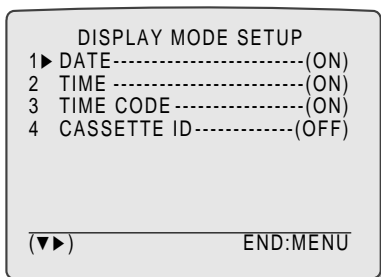 DISPLAY MODE SETUP
1▶ DATE------------------------(ON)
2 TIME ------------------------(ON)
3 TIME CODE ----------------(ON)
4 CASSETTE ID-------------(OFF)
(▼▶) END:MENU